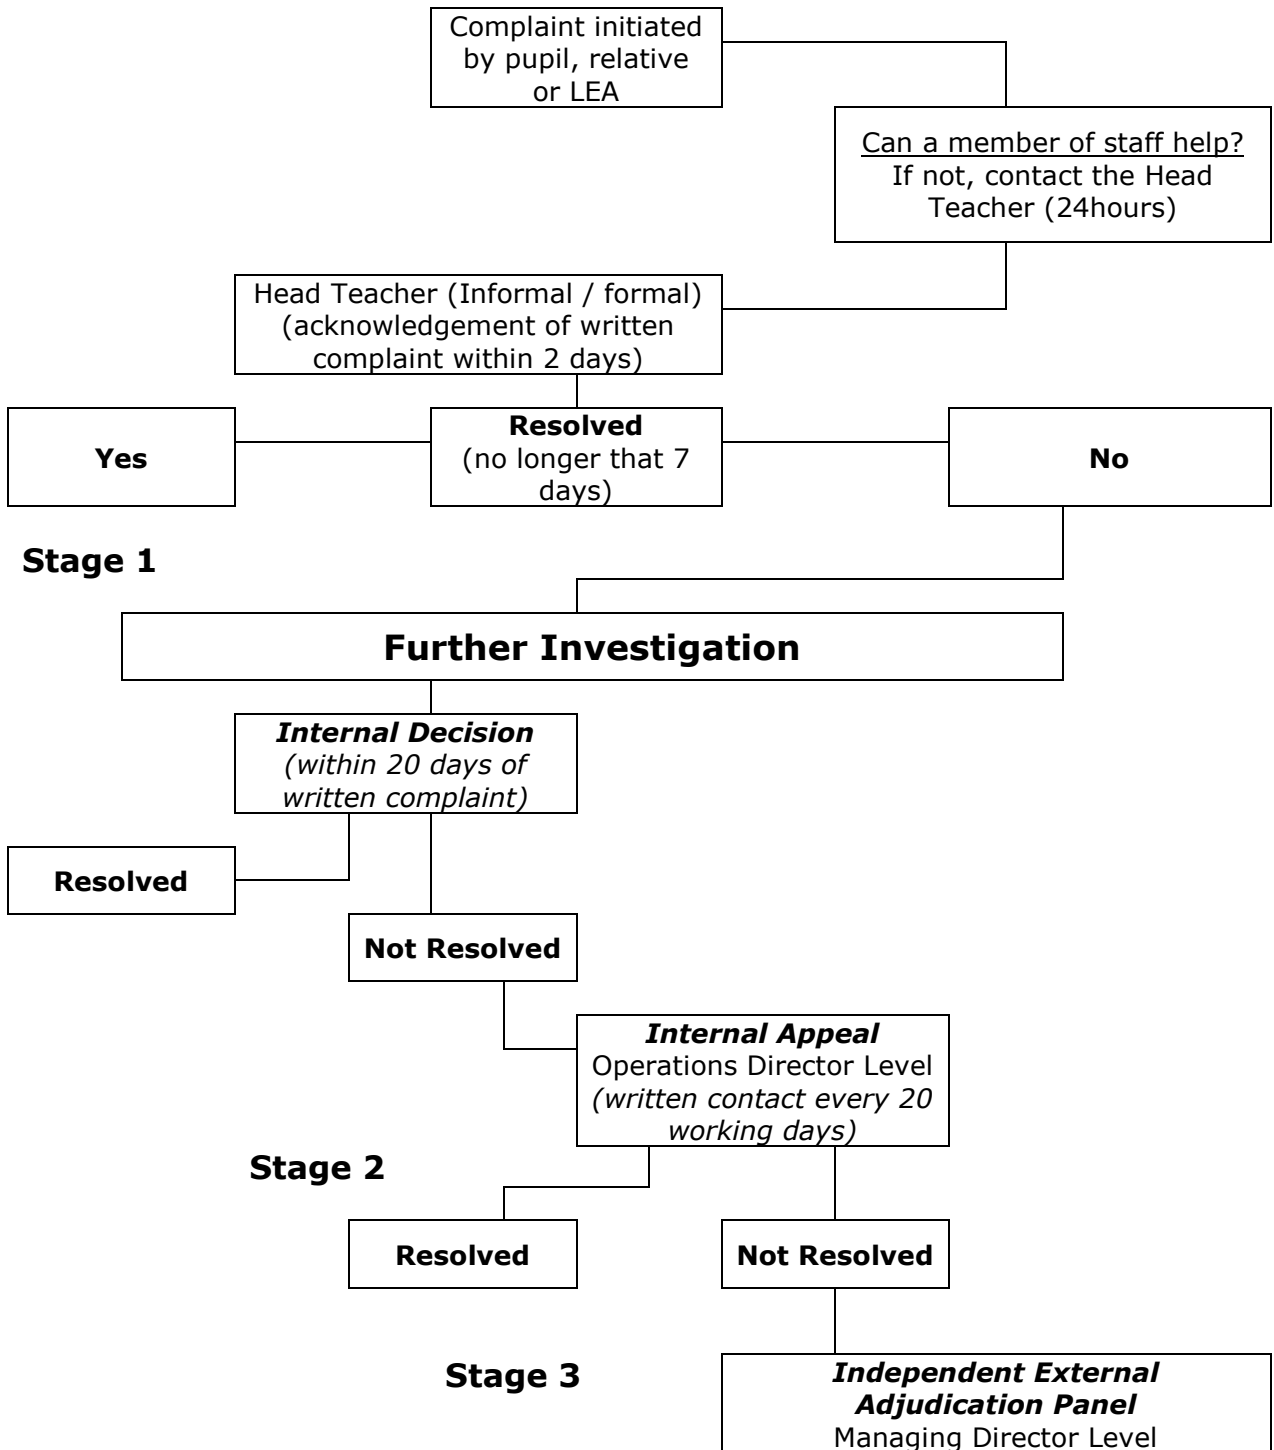 Complaint initiated
by pupil, relative
or LEA
Can a member of staff help?
If not, contact the Head
Teacher (24hours)
Head Teacher (Informal / formal)
(acknowledgement of written
complaint within 2 days)
Yes
Resolved
(no longer that 7
days)
No
Stage 1
Further Investigation
Internal Decision
(within 20 days of
written complaint)
Resolved
Not Resolved
Internal Appeal
Operations Director Level
(written contact every 20
working days)
Stage 2
Resolved
Not Resolved
Stage 3
Independent External
Adjudication Panel
Managing Director Level